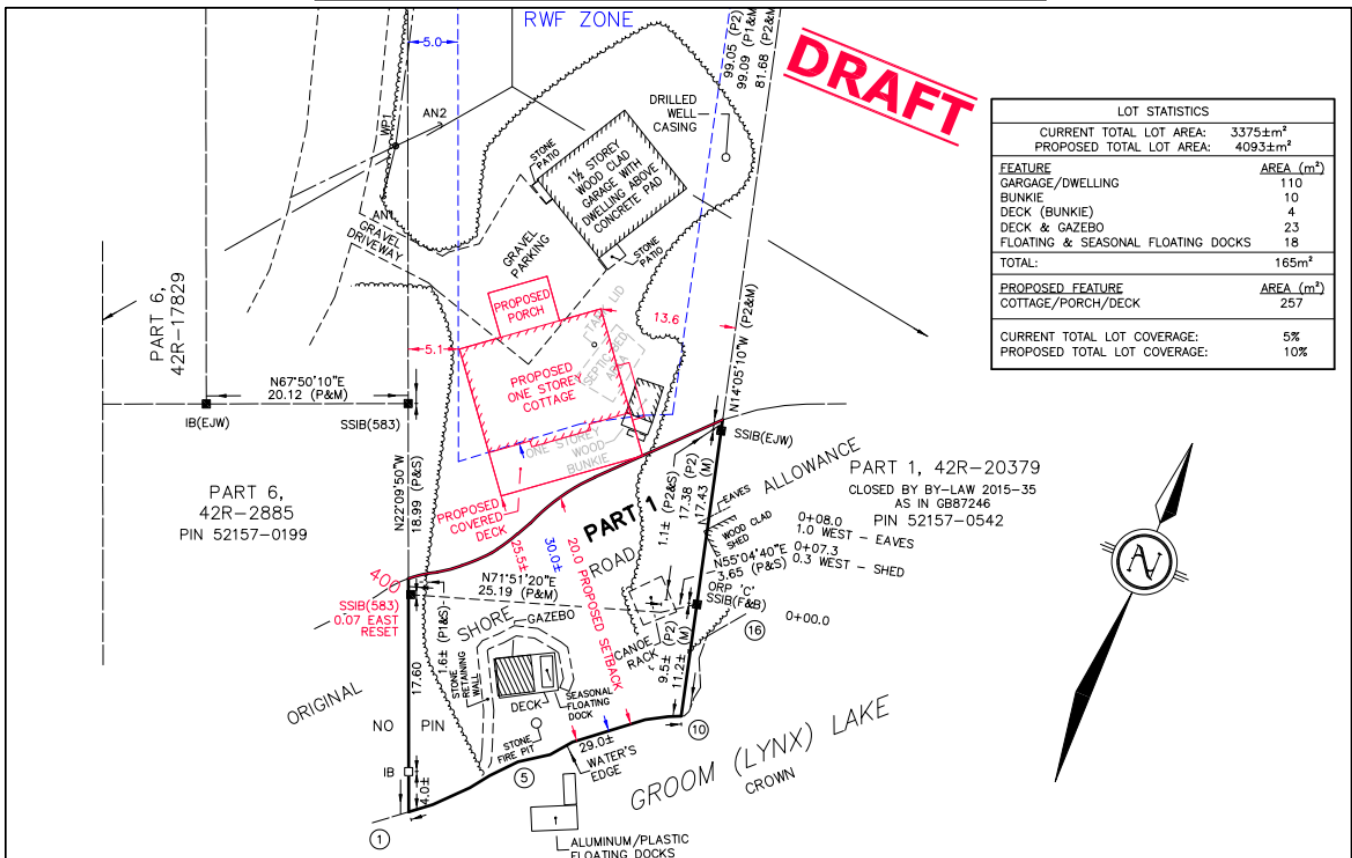 RWF ZONE
5.0
99.05 (P2)
99.09 (P1&M)
81.68 (P2&M)
DRAFT
DRILLED
WELL
CASING
AN2
WP1
STONE
PATIO
1½ STOREY
WOOD CLAD
GARAGE WITH
DWELLING ABOVE
CONCRETE PAD
STONE
PATIO
AN1
GRAVEL
DRIVEWAY
GRAVEL
PARKING
LOT STATISTICS
CURRENT TOTAL LOT AREA: 3375±m²
PROPOSED TOTAL LOT AREA: 4093±m²
FEATURE AREA (m²)
GARGAGE/DWELLING 110
BUNKIE 10
DECK (BUNKIE) 4
DECK & GAZEBO 23
FLOATING & SEASONAL FLOATING DOCKS 18
TOTAL: 165m²
PROPOSED FEATURE AREA (m²)
COTTAGE/PORCH/DECK 257
CURRENT TOTAL LOT COVERAGE: 5%
PROPOSED TOTAL LOT COVERAGE: 10%
PART 6,
42R-17829
PROPOSED
PORCH
TANK LID
SEPTIC BED
AREA
13.6
N14°05'10"W (P2&M)
5.1
PROPOSED
ONE STOREY
COTTAGE
N67°50'10"E
20.12 (P&M)
IB(EJW)
SSIB(583)
ONE STOREY
WOOD
BUNKIE
SSIB(EJW)
N22°09'50"W
18.99 (P&S)
PART 6,
42R-2885
PIN 52157-0199
PROPOSED
COVERED
DECK
PART 1
1.1± (P2&S)
17.38 (P2)
17.43 (M)
ALLOWANCE
PART 1, 42R-20379
CLOSED BY BY-LAW 2015-35
AS IN GB87246
PIN 52157-0542
EAVES
WOOD CLAD
SHED
0+08.0
1.0 WEST - EAVES
0+07.3
0.3 WEST - SHED
N55°04'40"E
3.65 (P&S)
ORP 'C'
SSIB(F&B)
0+00.0
25.5±
30.0±
20.0 PROPOSED SETBACK
ROAD
400
SSIB(583)
0.07 EAST
RESET
N71°51'20"E
25.19 (P&M)
1.6± (P1&S)
SHORE
GAZEBO
CANOE
RACK
9.5± (P2)
11.2± (M)
16
17.60
STONE
RETAINING
WALL
DECK
SEASONAL
FLOATING
DOCK
ORIGINAL
NO PIN
STONE
FIRE PIT
29.0±
WATER'S
EDGE
10
5
IB
4.0±
1
GROOM (LYNX) LAKE
CROWN
N
ALUMINUM/PLASTIC
FLOATING DOCKS